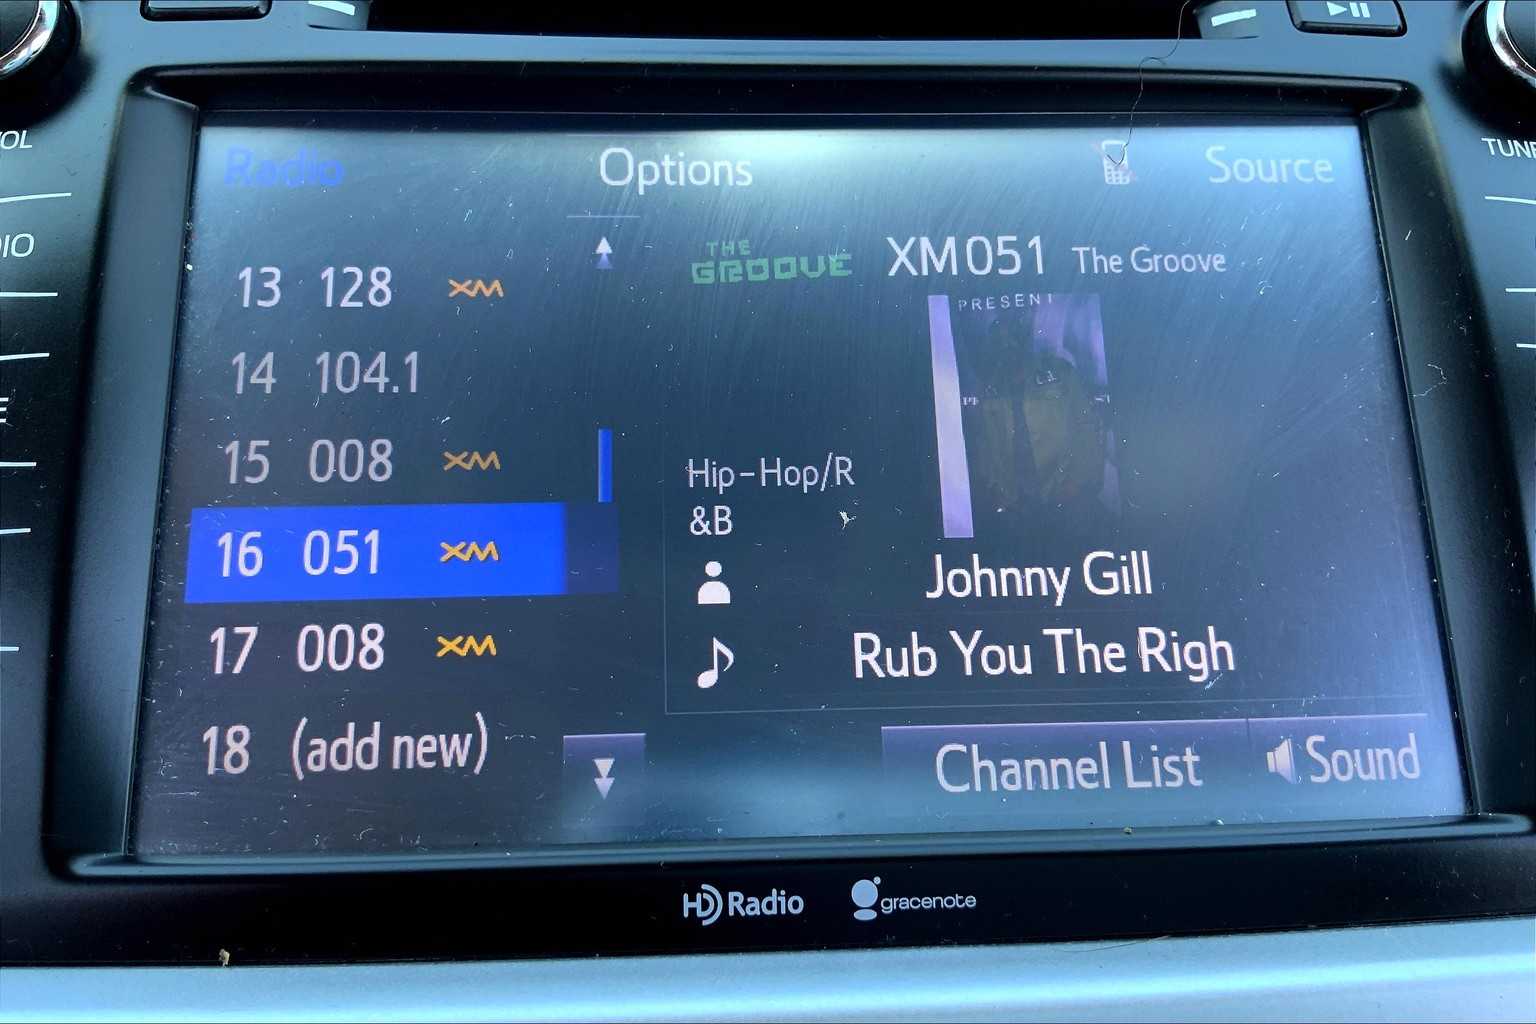 VOL
TUNE
Radio Options Source
THE
GROOVE
XM051 The Groove
PRESENT
13 128 XM
14 104.1
15 008 XM
16 051 XM
17 008 XM
18 (add new)
Hip-Hop/R
&B
Johnny Gill
Rub You The Righ
Channel List Sound
HD Radio gracenote